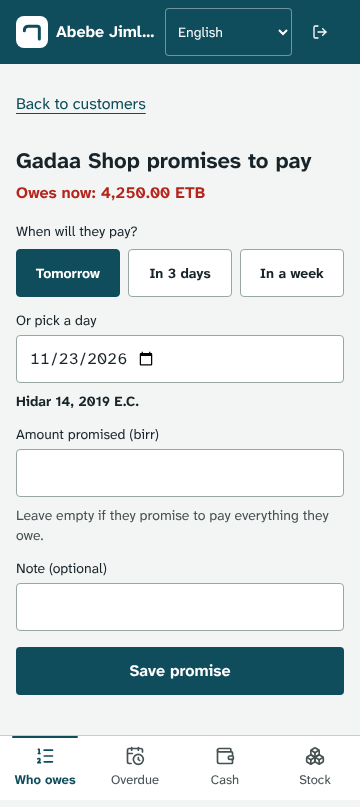 Abebe Jiml...
English
Back to customers
Gadaa Shop promises to pay
Owes now: 4,250.00 ETB
When will they pay?
Tomorrow
In 3 days
In a week
Or pick a day
11/23/2026
Hidar 14, 2019 E.C.
Amount promised (birr)
Leave empty if they promise to pay everything they
owe.
Note (optional)
Save promise
Who owes
Overdue
Cash
Stock